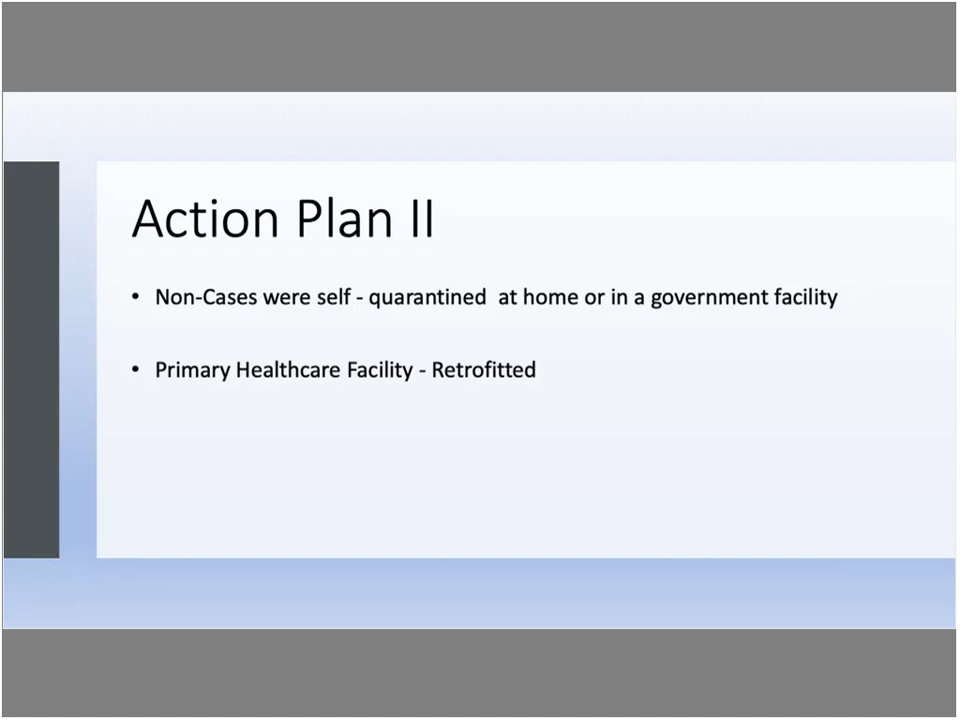 Action Plan II
• Non-Cases were self - quarantined  at home or in a government facility
• Primary Healthcare Facility - Retrofitted